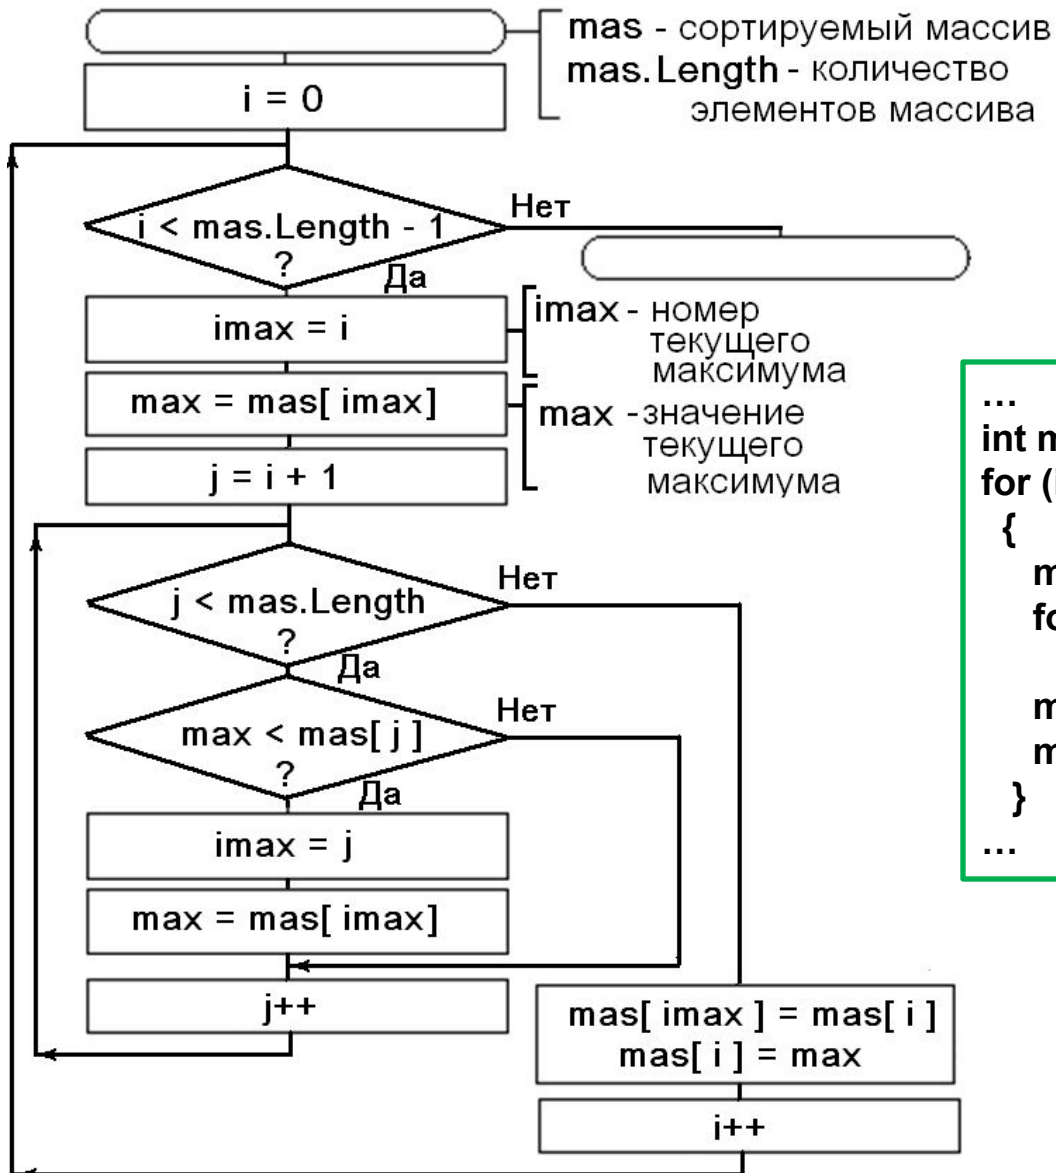 mas - сортируемый массив
mas.Length - количество
элементов массива
i = 0
i < mas.Length - 1
?
Нет
Да
imax = i
imax - номер
текущего
максимума
max = mas[ imax]
max -значение
текущего
максимума
j = i + 1
j < mas.Length
?
Нет
Да
max < mas[ j ]
?
Нет
Да
imax = j
max = mas[ imax]
j++
mas[ imax ] = mas[ i ]
mas[ i ] = max
i++
…
int m
for (i
{
m
fo
m
m
}
…